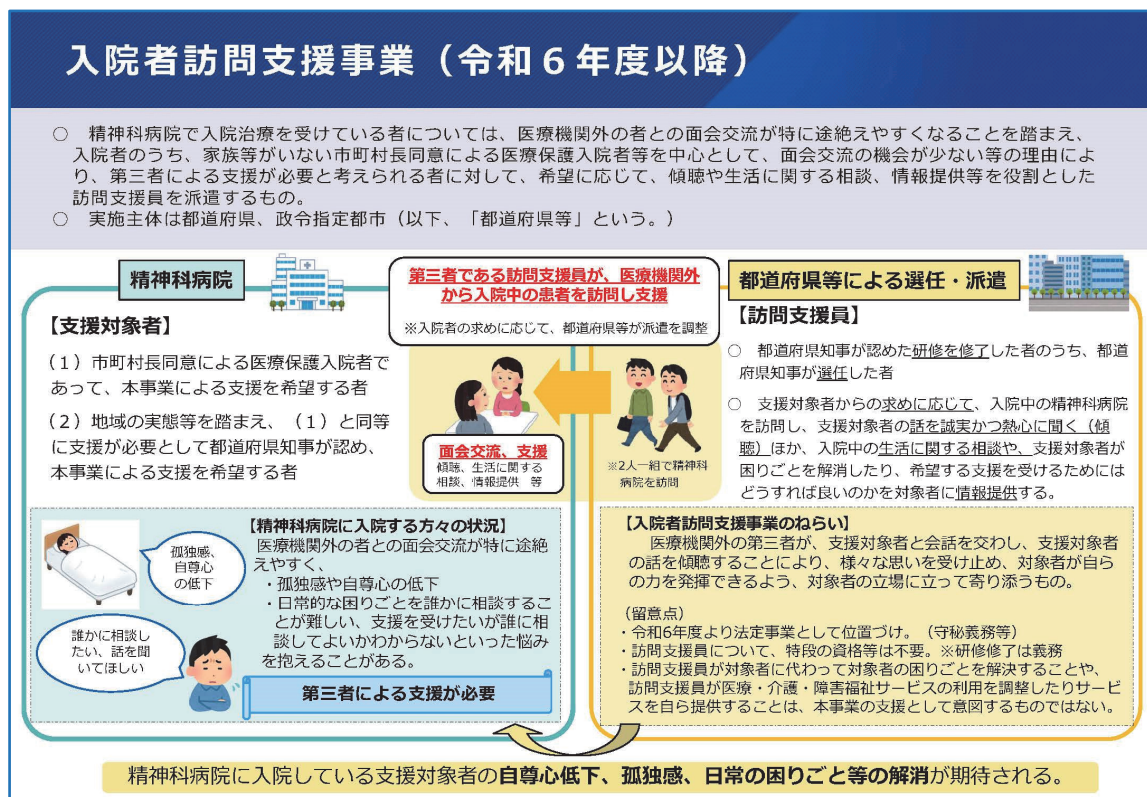 入院者訪問支援事業（令和６年度以降）
○　精神科病院で入院治療を受けている者については、医療機関外の者との面会交流が特に途絶えやすくなることを踏まえ、
入院者のうち、家族等がいない市町村長同意による医療保護入院者等を中心として、面会交流の機会が少ない等の理由によ
り、第三者による支援が必要と考えられる者に対して、希望に応じて、傾聴や生活に関する相談、情報提供等を役割とした
訪問支援員を派遣するもの。
○　実施主体は都道府県、政令指定都市（以下、「都道府県等」という。）
精神科病院
【支援対象者】
（１）市町村長同意による医療保護入院者で
あって、本事業による支援を希望する者
（２）地域の実態等を踏まえ、（１）と同等
に支援が必要として都道府県知事が認め、
本事業による支援を希望する者
第三者である訪問支援員が、医療機関外
から入院中の患者を訪問し支援
※入院者の求めに応じて、都道府県等が派遣を調整
面会交流、支援
傾聴、生活に関する
相談、情報提供　等
※2人一組で精神科
病院を訪問
都道府県等による選任・派遣
【訪問支援員】
○　都道府県知事が認めた研修を修了した者のうち、都道
府県知事が選任した者
○　支援対象者からの求めに応じて、入院中の精神科病院
を訪問し、支援対象者の話を誠実かつ熱心に聞く（傾
聴）ほか、入院中の生活に関する相談や、支援対象者が
困りごとを解消したり、希望する支援を受けるためには
どうすれば良いのかを対象者に情報提供する。
孤独感、
自尊心
の低下
誰かに相談し
たい、話を聞
いてほしい
【精神科病院に入院する方々の状況】
医療機関外の者との面会交流が特に途絶
えやすく、
・孤独感や自尊心の低下
・日常的な困りごとを誰かに相談すること
が難しい、支援を受けたいが誰に相
談してよいかわからないといった悩み
を抱えることがある。
第三者による支援が必要
【入院者訪問支援事業のねらい】
医療機関外の第三者が、支援対象者と会話を交わし、支援対象者
の話を傾聴することにより、様々な思いを受け止め、対象者が自ら
の力を発揮できるよう、対象者の立場に立って寄り添うもの。
（留意点）
・令和6年度より法定事業として位置づけ。（守秘義務等）
・訪問支援員について、特段の資格等は不要。※研修修了は義務
・訪問支援員が対象者に代わって対象者の困りごとを解決することや、
訪問支援員が医療・介護・障害福祉サービスの利用を調整したりサービ
スを自ら提供することは、本事業の支援として意図するものではない。
精神科病院に入院している支援対象者の自尊心低下、孤独感、日常の困りごと等の解消が期待される。